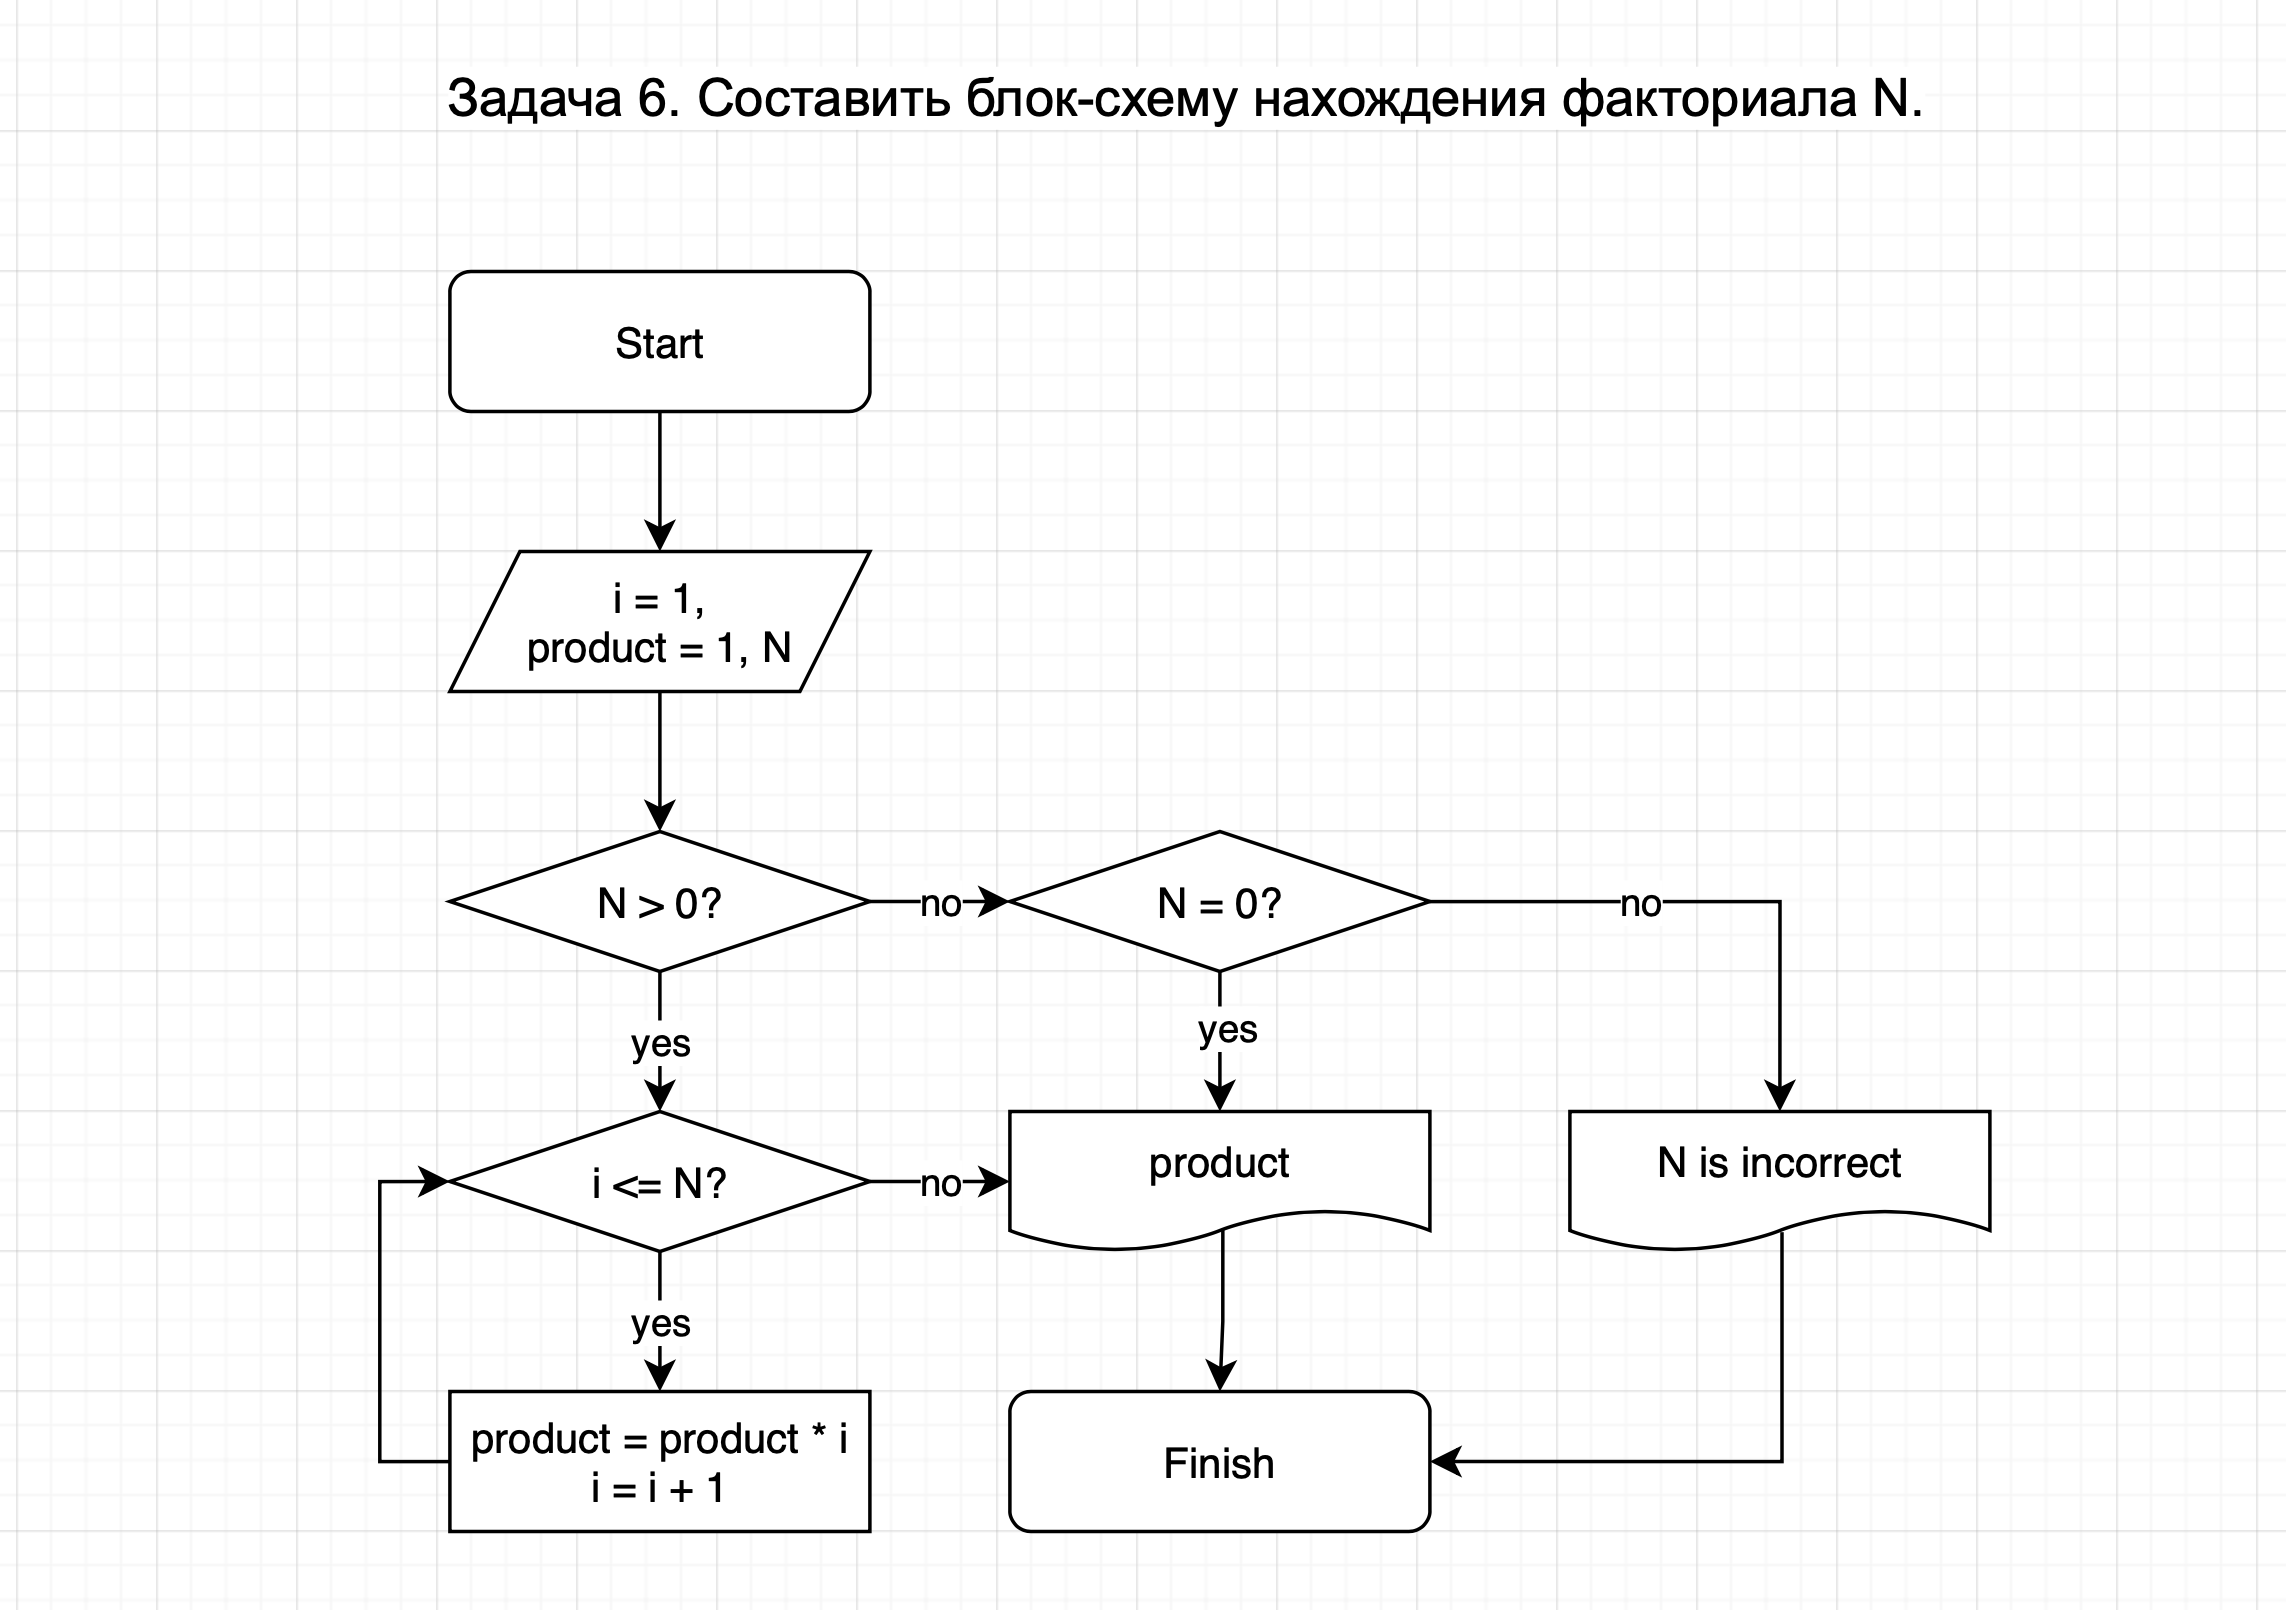 Задача 6. Составить блок-схему нахождения факториала N.
Start
i = 1,
product = 1, N
N > 0?
no
N = 0?
no
yes
yes
i <= N?
no
product
N is incorrect
yes
product = product * i
i = i + 1
Finish